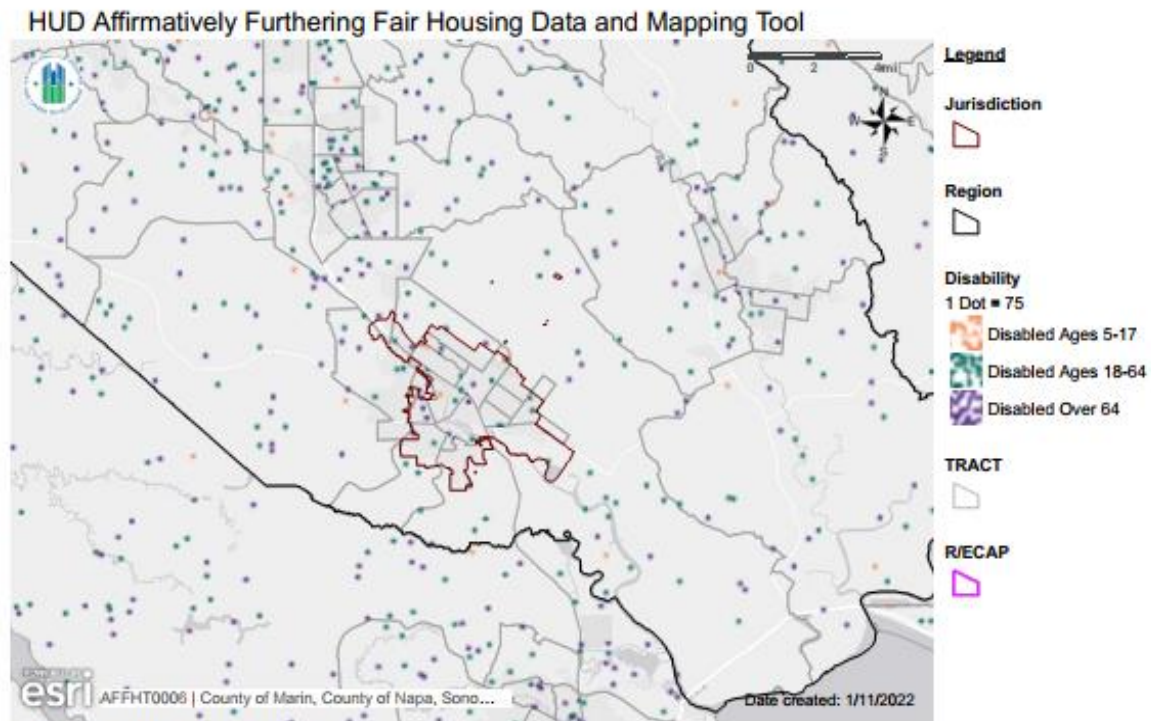 HUD Affirmatively Furthering Fair Housing Data and Mapping Tool
0 2 4mi
N
W E
S
Legend
Jurisdiction
Region
Disability
1 Dot = 75
Disabled Ages 5-17
Disabled Ages 18-64
Disabled Over 64
TRACT
R/ECAP
esri
AFFHT0006 | County of Marin, County of Napa, Sono...
Date created: 1/11/2022